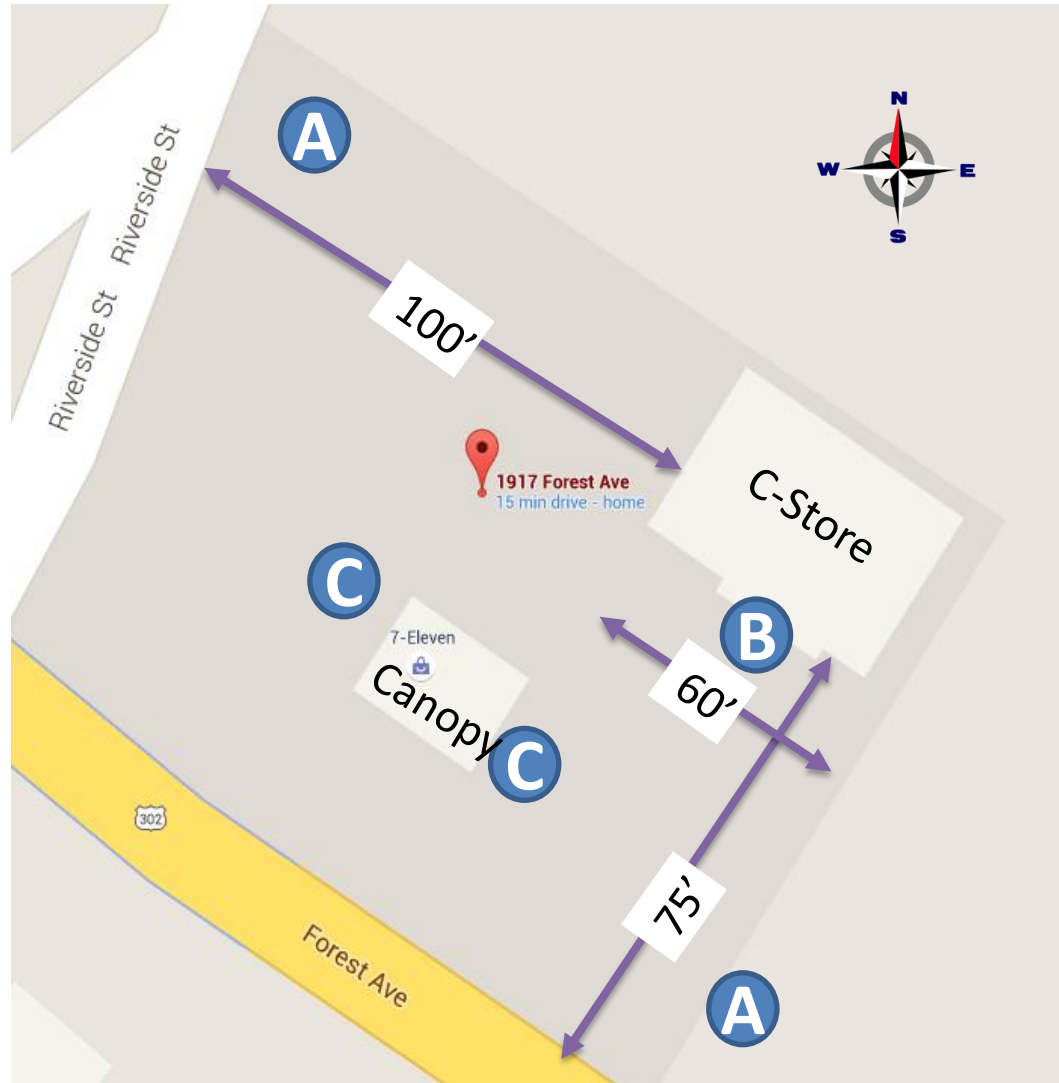 N
W
E
S
A
Riverside St
Riverside St
100’
1917 Forest Ave
15 min drive - home
C-Store
C
7-Eleven
Canopy
C
B
60’
75’
302
Forest Ave
A